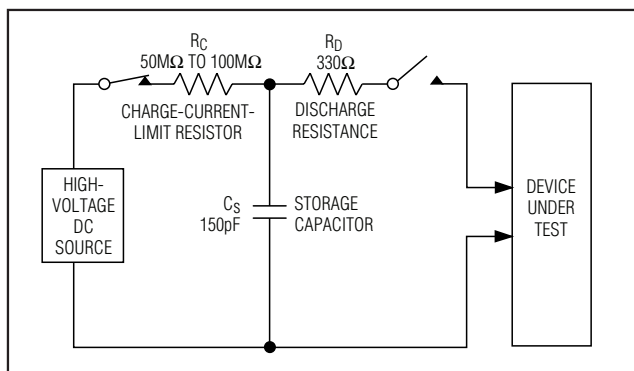 R_C
50MΩ TO 100MΩ
CHARGE-CURRENT-
LIMIT RESISTOR
R_D
330Ω
DISCHARGE
RESISTANCE
HIGH-
VOLTAGE
DC
SOURCE
C_S
150pF
STORAGE
CAPACITOR
DEVICE
UNDER
TEST